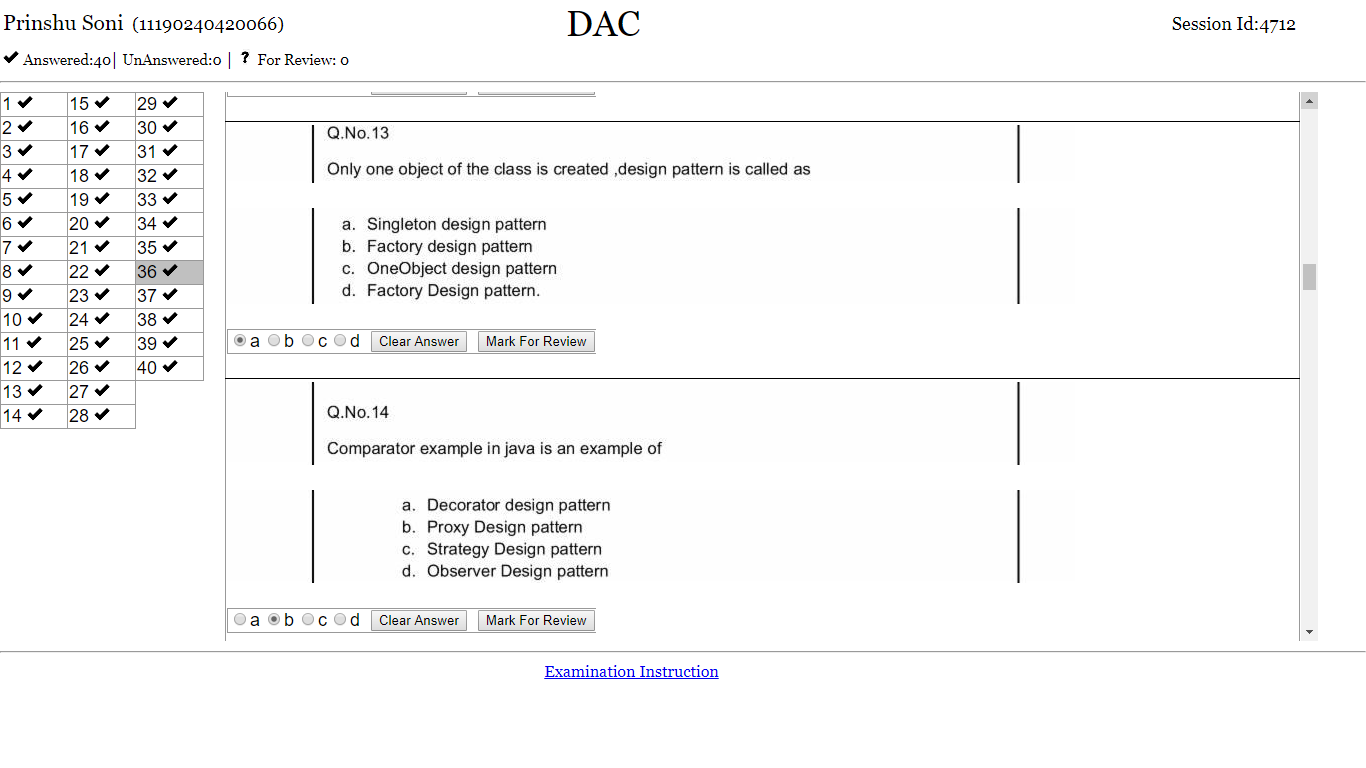 Prinshu Soni (11190240420066)
DAC
Session Id:4712
✔ Answered:40| UnAnswered:0 | ? For Review: 0
1 ✔ 15 ✔ 29 ✔
2 ✔ 16 ✔ 30 ✔
3 ✔ 17 ✔ 31 ✔
4 ✔ 18 ✔ 32 ✔
5 ✔ 19 ✔ 33 ✔
6 ✔ 20 ✔ 34 ✔
7 ✔ 21 ✔ 35 ✔
8 ✔ 22 ✔ 36 ✔
9 ✔ 23 ✔ 37 ✔
10 ✔ 24 ✔ 38 ✔
11 ✔ 25 ✔ 39 ✔
12 ✔ 26 ✔ 40 ✔
13 ✔ 27 ✔
14 ✔ 28 ✔
Q.No.13
Only one object of the class is created ,design pattern is called as
a. Singleton design pattern
b. Factory design pattern
c. OneObject design pattern
d. Factory Design pattern.
a b c d Clear Answer Mark For Review
Q.No.14
Comparator example in java is an example of
a. Decorator design pattern
b. Proxy Design pattern
c. Strategy Design pattern
d. Observer Design pattern
a b c d Clear Answer Mark For Review
Examination Instruction